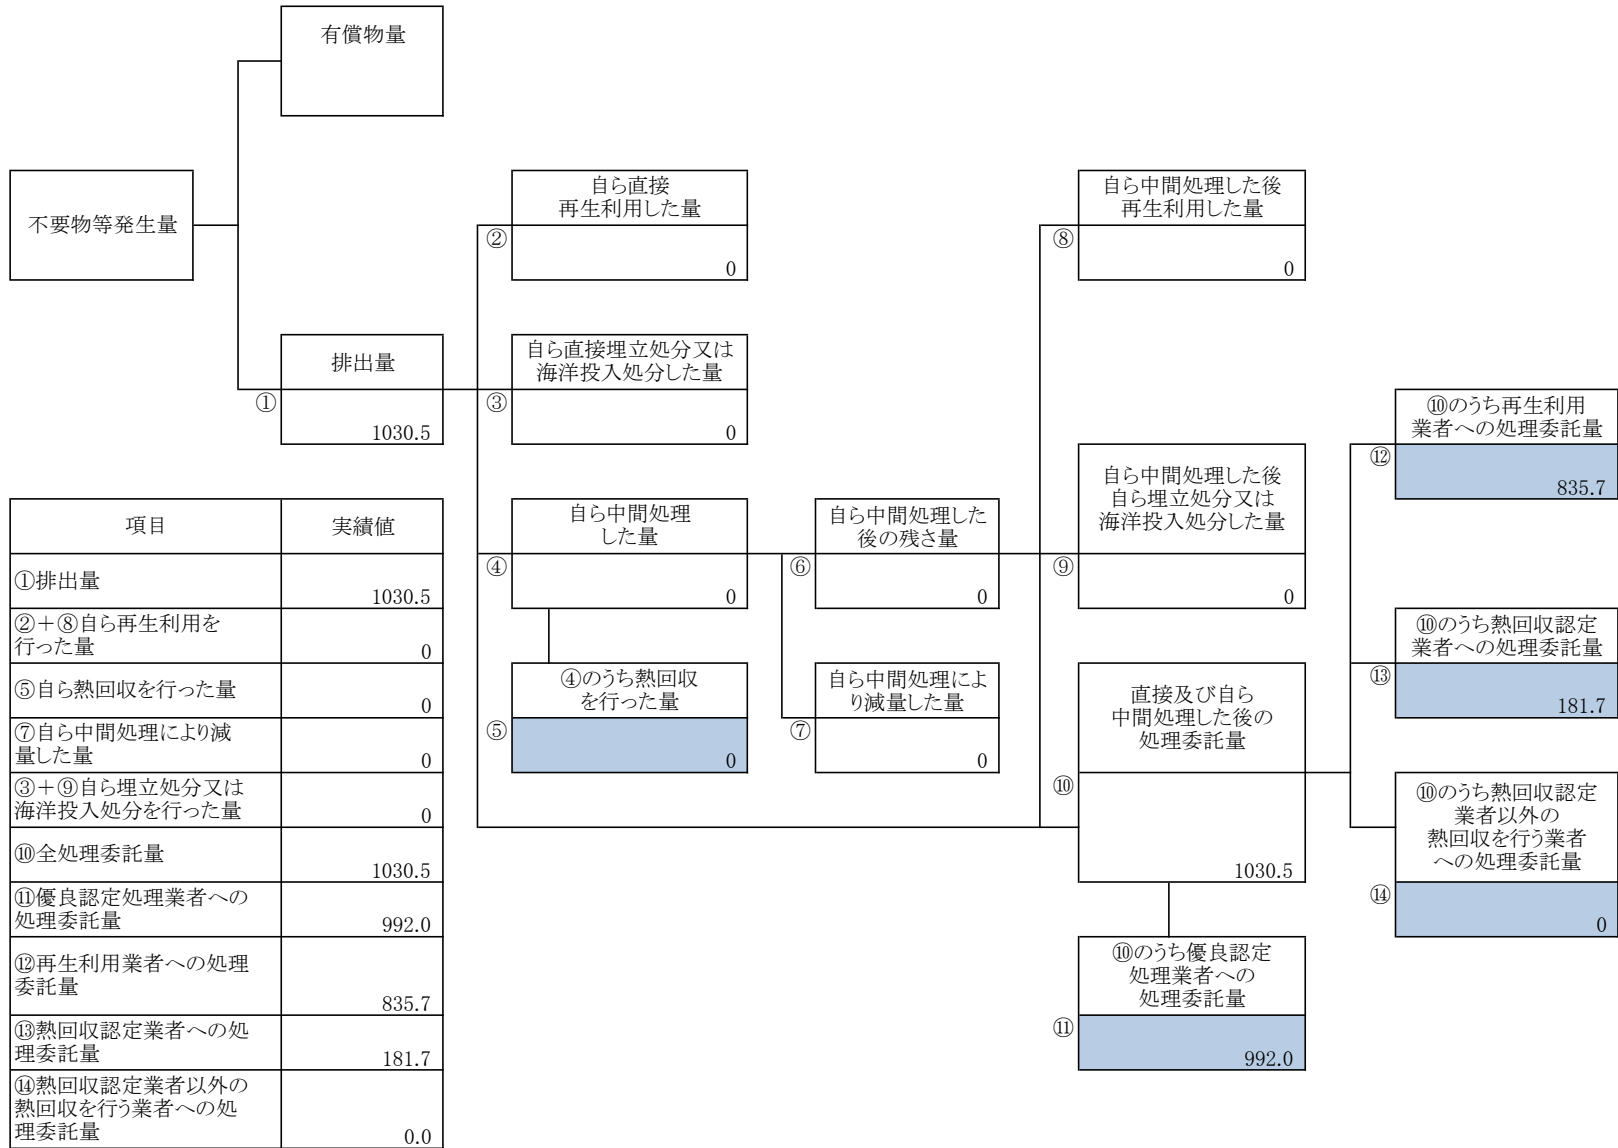 有償物量
不要物等発生量
自ら直接
再生利用した量
②
0
自ら中間処理した後
再生利用した量
⑧
0
排出量
①
1030.5
自ら直接埋立処分又は
海洋投入処分した量
③
0
⑩のうち再生利用
業者への処理委託量
⑫
835.7
自ら中間処理
した量
④
0
自ら中間処理した
後の残さ量
⑥
0
自ら中間処理した後
自ら埋立処分又は
海洋投入処分した量
⑨
0
⑩のうち熱回収認定
業者への処理委託量
⑬
181.7
④のうち熱回収
を行った量
⑤
0
自ら中間処理によ
り減量した量
⑦
0
直接及び自ら
中間処理した後の
処理委託量
⑩
1030.5
⑩のうち熱回収認定
業者以外の
熱回収を行う業者
への処理委託量
⑭
0
⑩のうち優良認定
処理業者への
処理委託量
⑪
992.0
項目 実績値
①排出量 1030.5
②＋⑧自ら再生利用を
行った量 0
⑤自ら熱回収を行った量 0
⑦自ら中間処理により減
量した量 0
③＋⑨自ら埋立処分又は
海洋投入処分を行った量 0
⑩全処理委託量 1030.5
⑪優良認定処理業者への
処理委託量 992.0
⑫再生利用業者への処理
委託量 835.7
⑬熱回収認定業者への処
理委託量 181.7
⑭熱回収認定業者以外の
熱回収を行う業者への処
理委託量 0.0